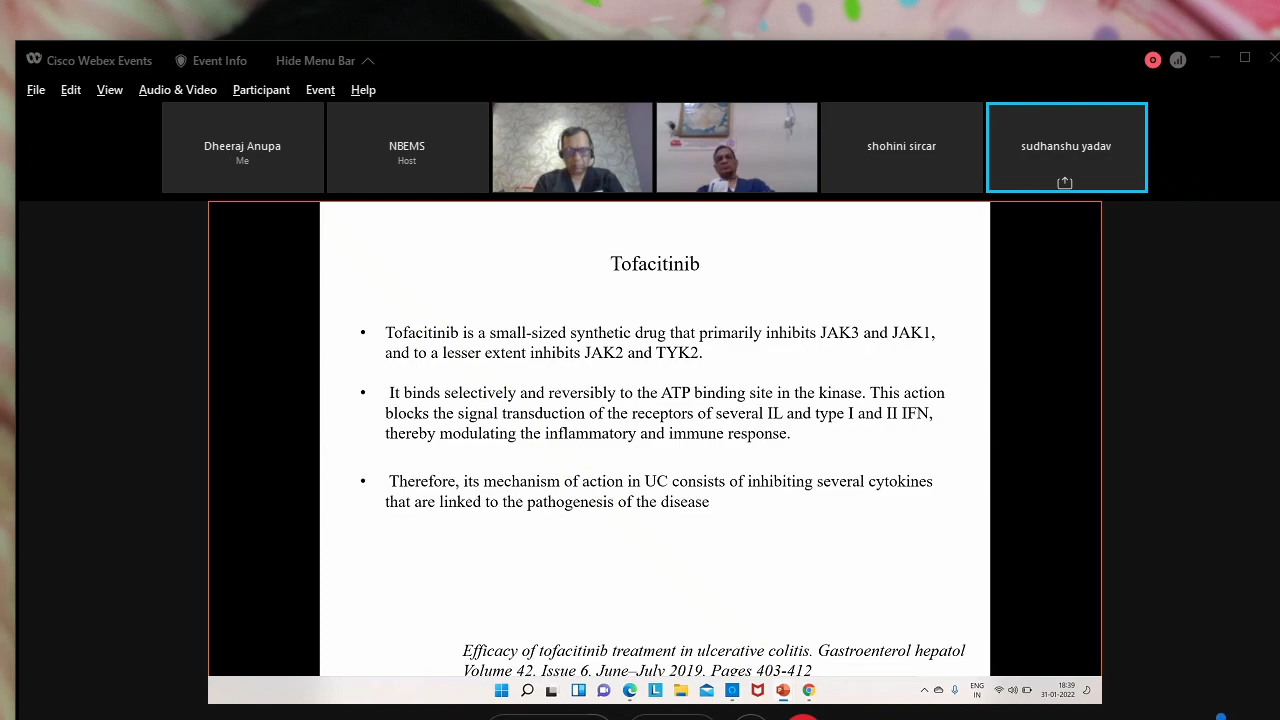 Cisco Webex Events Event Info Hide Menu Bar
File Edit View Audio & Video Participant Event Help
Dheeraj Anupa
Me
NBEMS
Host
shohini sircar
sudhanshu yadav
Tofacitinib
• Tofacitinib is a small-sized synthetic drug that primarily inhibits JAK3 and JAK1,
and to a lesser extent inhibits JAK2 and TYK2.
• It binds selectively and reversibly to the ATP binding site in the kinase. This action
blocks the signal transduction of the receptors of several IL and type I and II IFN,
thereby modulating the inflammatory and immune response.
• Therefore, its mechanism of action in UC consists of inhibiting several cytokines
that are linked to the pathogenesis of the disease
Efficacy of tofacitinib treatment in ulcerative colitis. Gastroenterol hepatol
Volume 42, Issue 6, June–July 2019, Pages 403-412
ENG
IN
18:39
31-01-2022